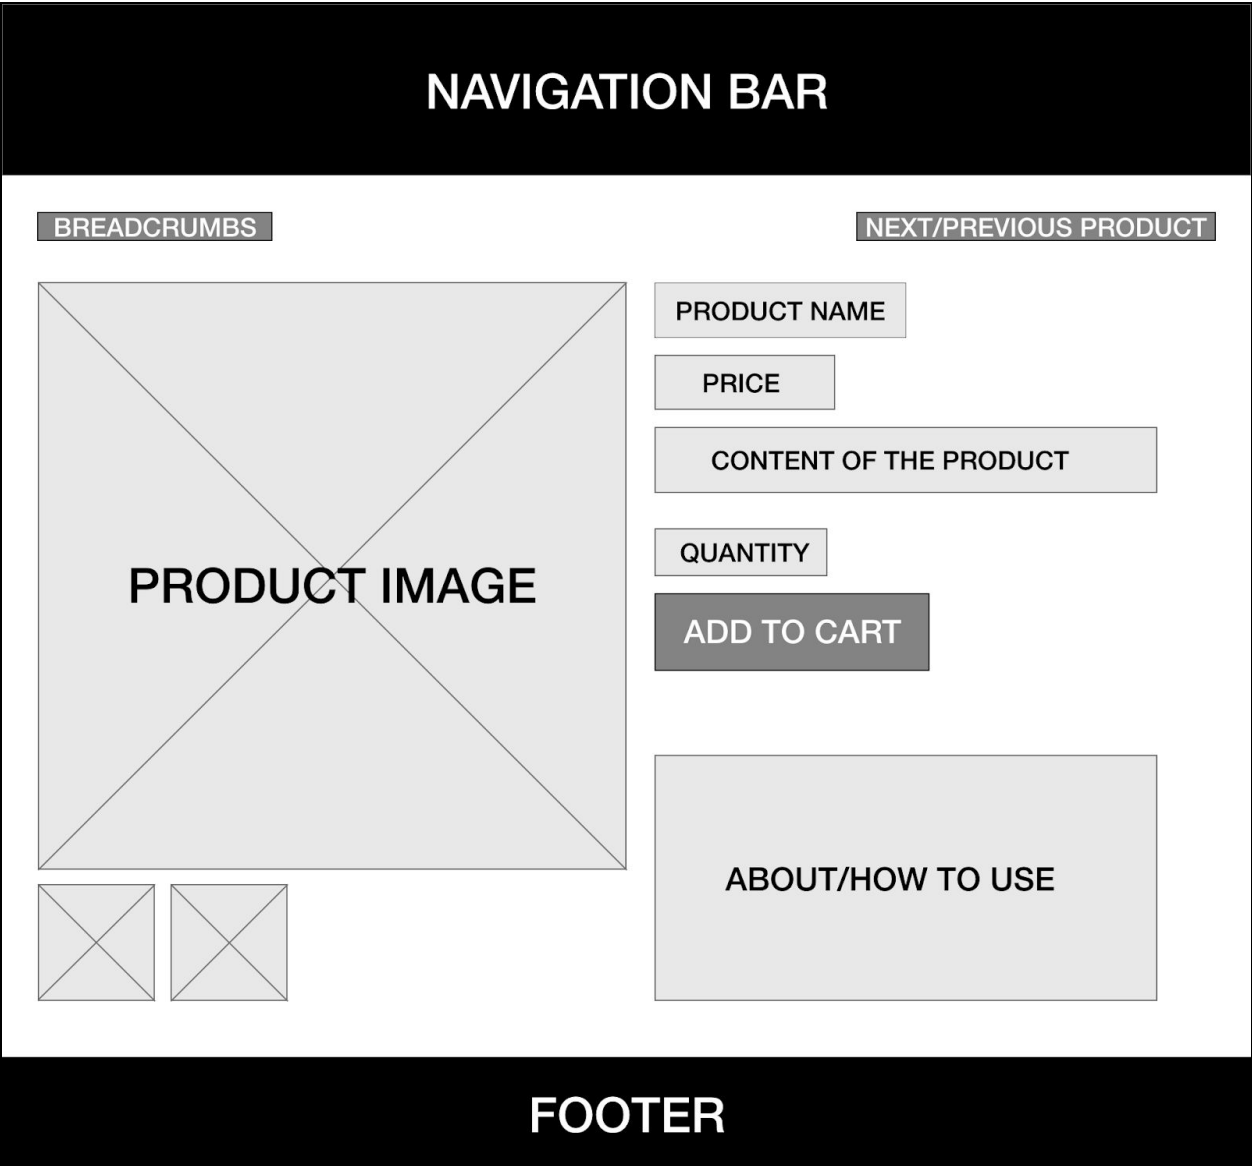 NAVIGATION BAR
BREADCRUMBS
NEXT/PREVIOUS PRODUCT
PRODUCT IMAGE
PRODUCT NAME
PRICE
CONTENT OF THE PRODUCT
QUANTITY
ADD TO CART
ABOUT/HOW TO USE
FOOTER